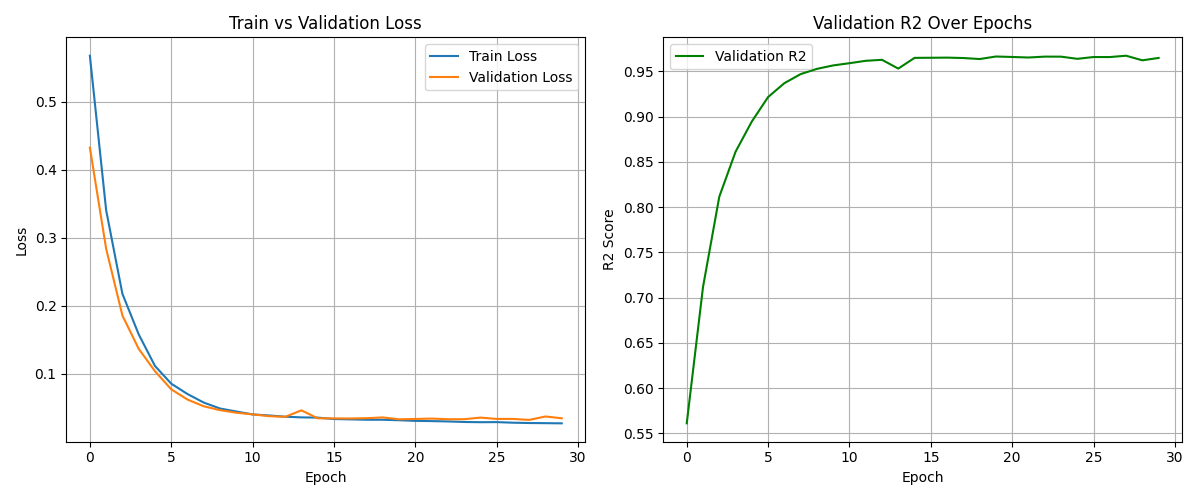 Train vs Validation Loss
Train Loss
Validation Loss
Loss
0.5
0.4
0.3
0.2
0.1
0 5 10 15 20 25 30
Epoch
Validation R2 Over Epochs
Validation R2
R2 Score
0.95
0.90
0.85
0.80
0.75
0.70
0.65
0.60
0.55
0 5 10 15 20 25 30
Epoch